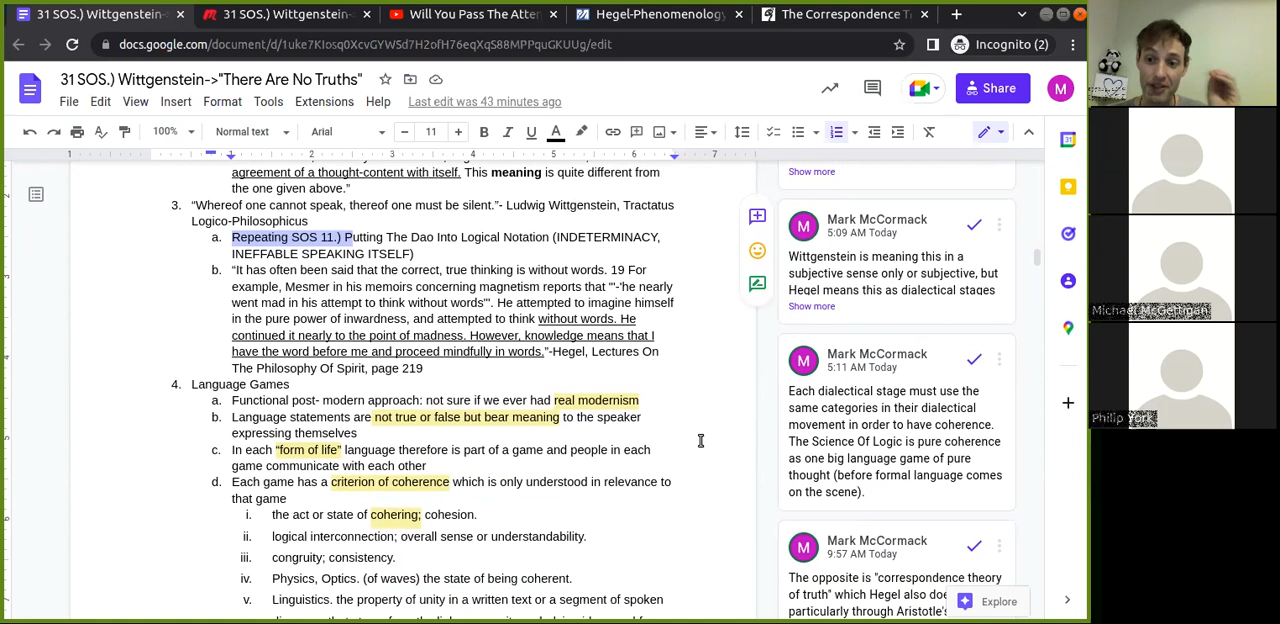 31 SOS.) Wittgenstein-
31 SOS.) Wittgenstein-
Will You Pass The Atte
Hegel-Phenomenology
The Correspondence T
docs.google.com/document/d/1uke7KIosq0XcvGYW5d7H2ofH76eqXqS88MPPquGKUUg/edit
Incognito (2)
31 SOS.) Wittgenstein->"There Are No Truths"
File Edit View Insert Format Tools Extensions Help
Last edit was 43 minutes ago
Share
M
100%
Normal text
Arial
11
1 1 2 3 4 5 6 7
agreement of a thought-content with itself. This meaning is quite different from
the one given above.”
3. “Whereof one cannot speak, thereof one must be silent.”- Ludwig Wittgenstein, Tractatus
Logico-Philosophicus
a. Repeating SOS 11.) Putting The Dao Into Logical Notation (INDETERMINACY,
INEFFABLE SPEAKING ITSELF)
b. “It has often been said that the correct, true thinking is without words. 19 For
example, Mesmer in his memoirs concerning magnetism reports that "'-'he nearly
went mad in his attempt to think without words'". He attempted to imagine himself
in the pure power of inwardness, and attempted to think without words. He
continued it nearly to the point of madness. However, knowledge means that I
have the word before me and proceed mindfully in words.”-Hegel, Lectures On
The Philosophy Of Spirit, page 219
4. Language Games
a. Functional post- modern approach: not sure if we ever had real modernism
b. Language statements are not true or false but bear meaning to the speaker
expressing themselves
c. In each “form of life” language therefore is part of a game and people in each
game communicate with each other
d. Each game has a criterion of coherence which is only understood in relevance to
that game
i. the act or state of cohering; cohesion.
ii. logical interconnection; overall sense or understandability.
iii. congruity; consistency.
iv. Physics, Optics. (of waves) the state of being coherent.
v. Linguistics. the property of unity in a written text or a segment of spoken
Show more
M
Mark McCormack
5:09 AM Today
Wittgenstein is meaning this in a
subjective sense only or subjective, but
Hegel means this as dialectical stages
Show more
M
Mark McCormack
5:11 AM Today
Each dialectical stage must use the
same categories in their dialectical
movement in order to have coherence.
The Science Of Logic is pure coherence
as one big language game of pure
thought (before formal language comes
on the scene).
M
Mark McCormack
9:57 AM Today
The opposite is "correspondence theory
of truth" which Hegel also doe
particularly through Aristotle's
Explore
31
Michael McGettigan
Philip York